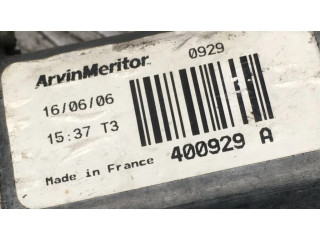 ArvinMeritor 0929
16/06/06
15:37 T3
400929 A
Made in France